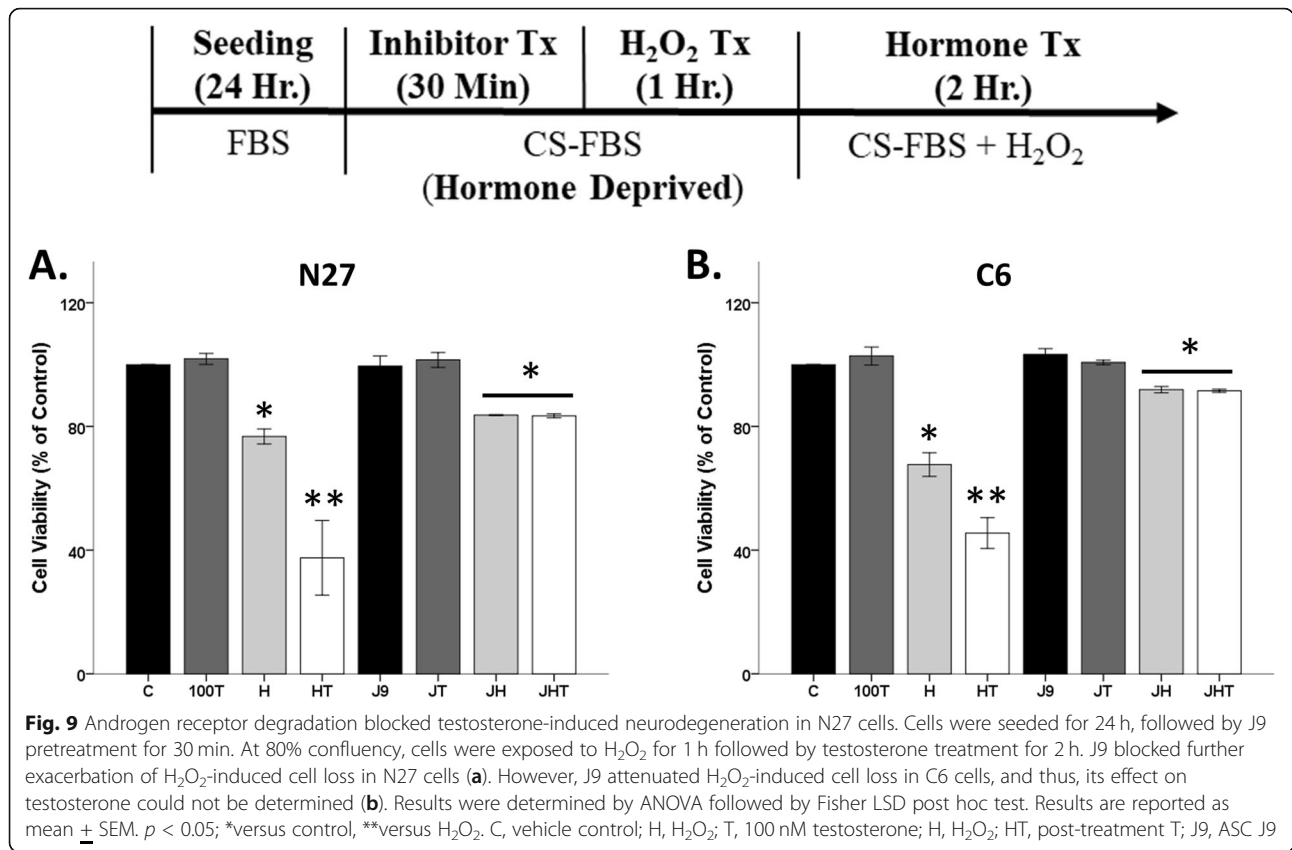 Seeding Inhibitor Tx H₂O₂ Tx Hormone Tx
(24 Hr.) (30 Min) (1 Hr.) (2 Hr.)
FBS CS-FBS CS-FBS + H₂O₂
(Hormone Deprived)
A. N27
120
80
40
0
Cell Viability (% of Control)
*
**
*
C 100T H HT J9 JT JH JHT
B. C6
120
80
40
0
Cell Viability (% of Control)
*
**
*
C 100T H HT J9 JT JH JHT
Fig. 9 Androgen receptor degradation blocked testosterone-induced neurodegeneration in N27 cells. Cells were seeded for 24 h, followed by J9
pretreatment for 30 min. At 80% confluency, cells were exposed to H₂O₂ for 1 h followed by testosterone treatment for 2 h. J9 blocked further
exacerbation of H₂O₂-induced cell loss in N27 cells (a). However, J9 attenuated H₂O₂-induced cell loss in C6 cells, and thus, its effect on
testosterone could not be determined (b). Results were determined by ANOVA followed by Fisher LSD post hoc test. Results are reported as
mean ± SEM. p < 0.05; *versus control, **versus H₂O₂. C, vehicle control; H, H₂O₂; T, 100 nM testosterone; H, H₂O₂; HT, post-treatment T; J9, ASC J9